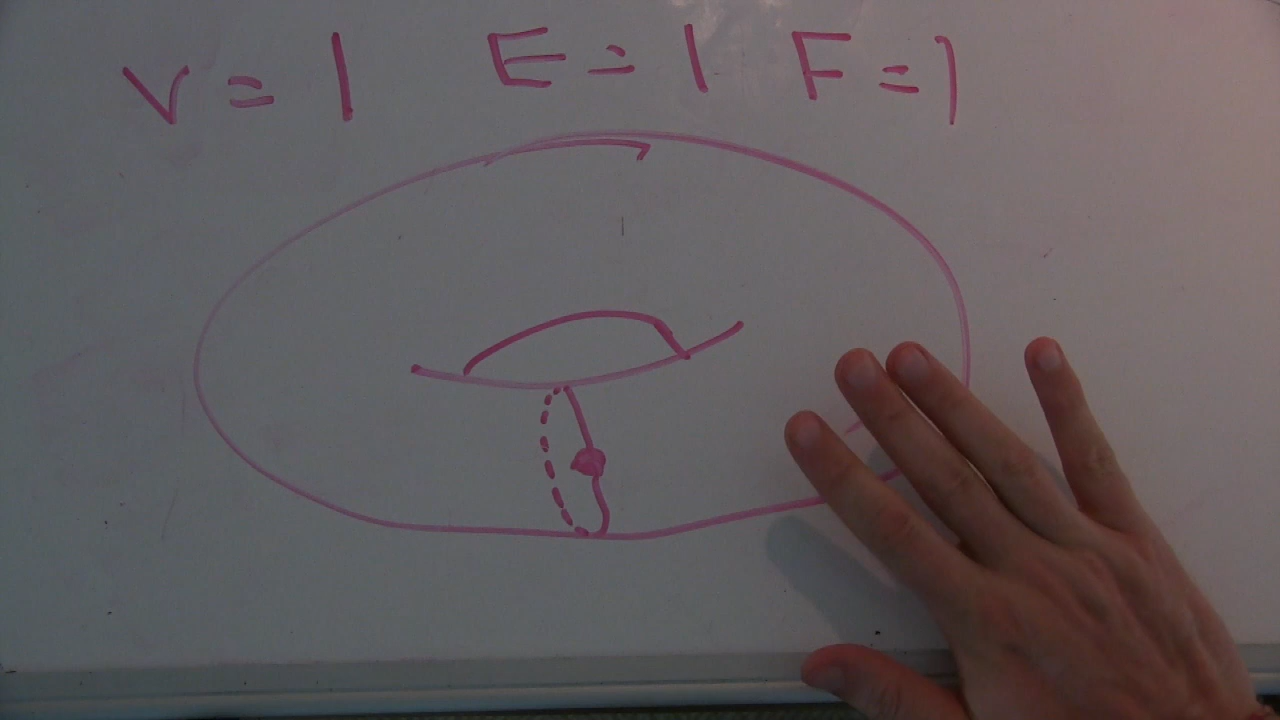 V = 1 E = 1 F = 1